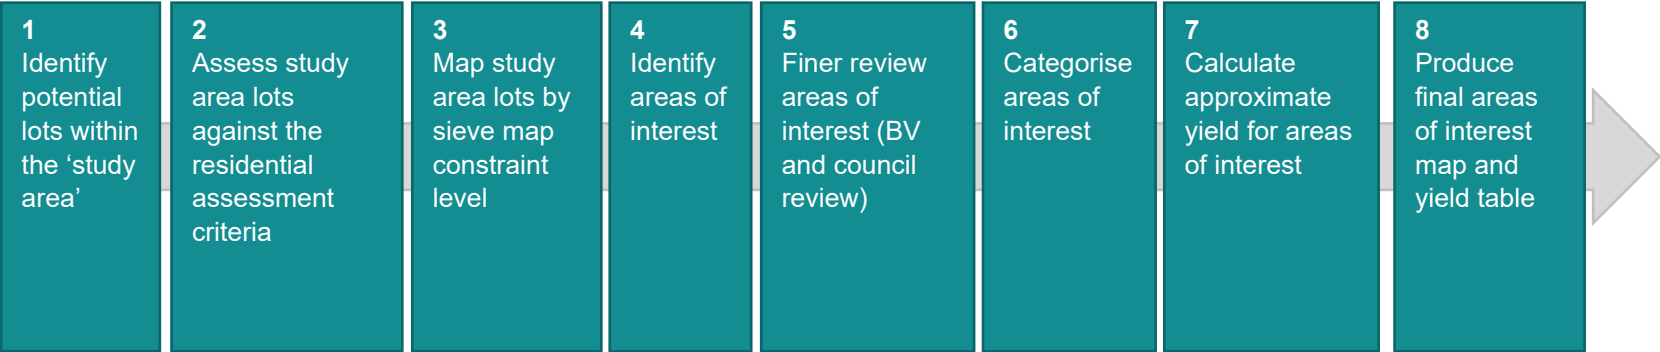 1
Identify
potential
lots within
the ‘study
area’
2
Assess study
area lots
against the
residential
assessment
criteria
3
Map study
area lots by
sieve map
constraint
level
4
Identify
areas of
interest
5
Finer review
areas of
interest (BV
and council
review)
6
Categorise
areas of
interest
7
Calculate
approximate
yield for areas
of interest
8
Produce
final areas
of interest
map and
yield table